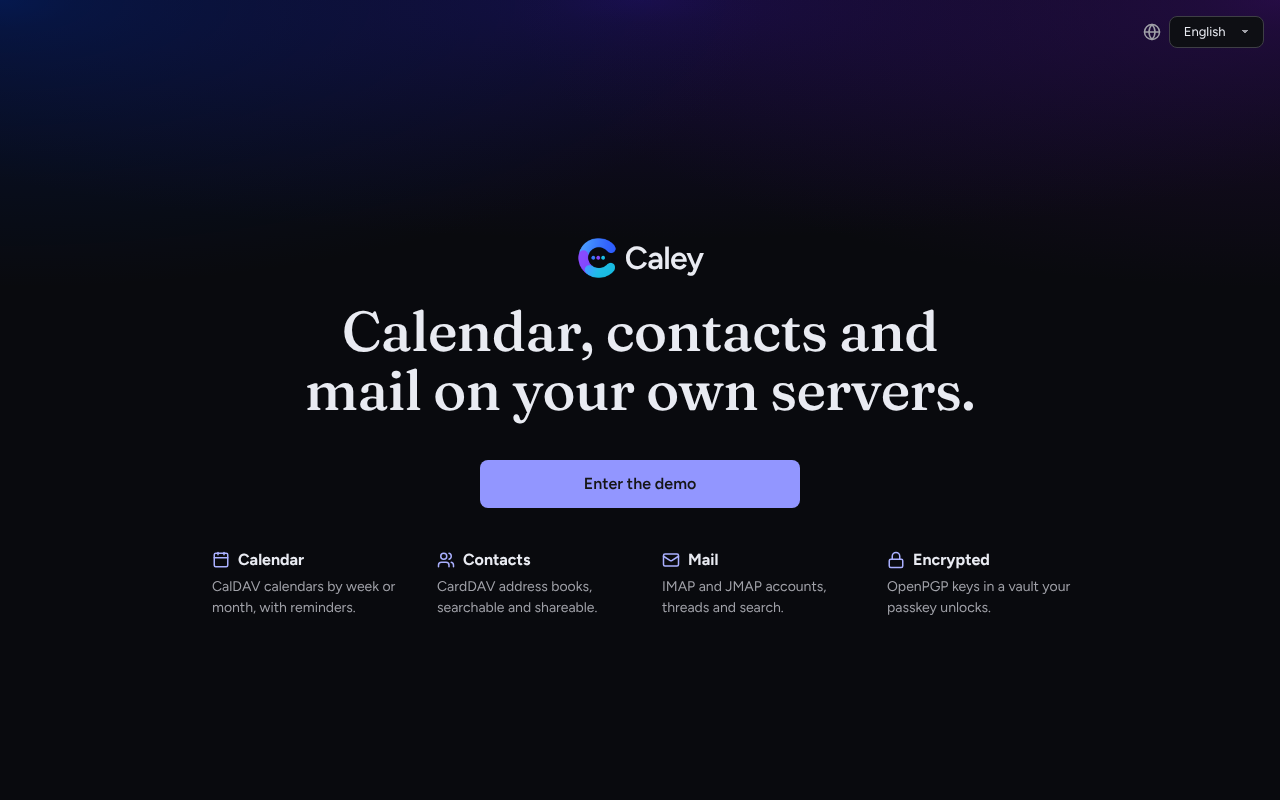 English
Caley
Calendar, contacts and
mail on your own servers.
Enter the demo
Calendar
CalDAV calendars by week or
month, with reminders.
Contacts
CardDAV address books,
searchable and shareable.
Mail
IMAP and JMAP accounts,
threads and search.
Encrypted
OpenPGP keys in a vault your
passkey unlocks.